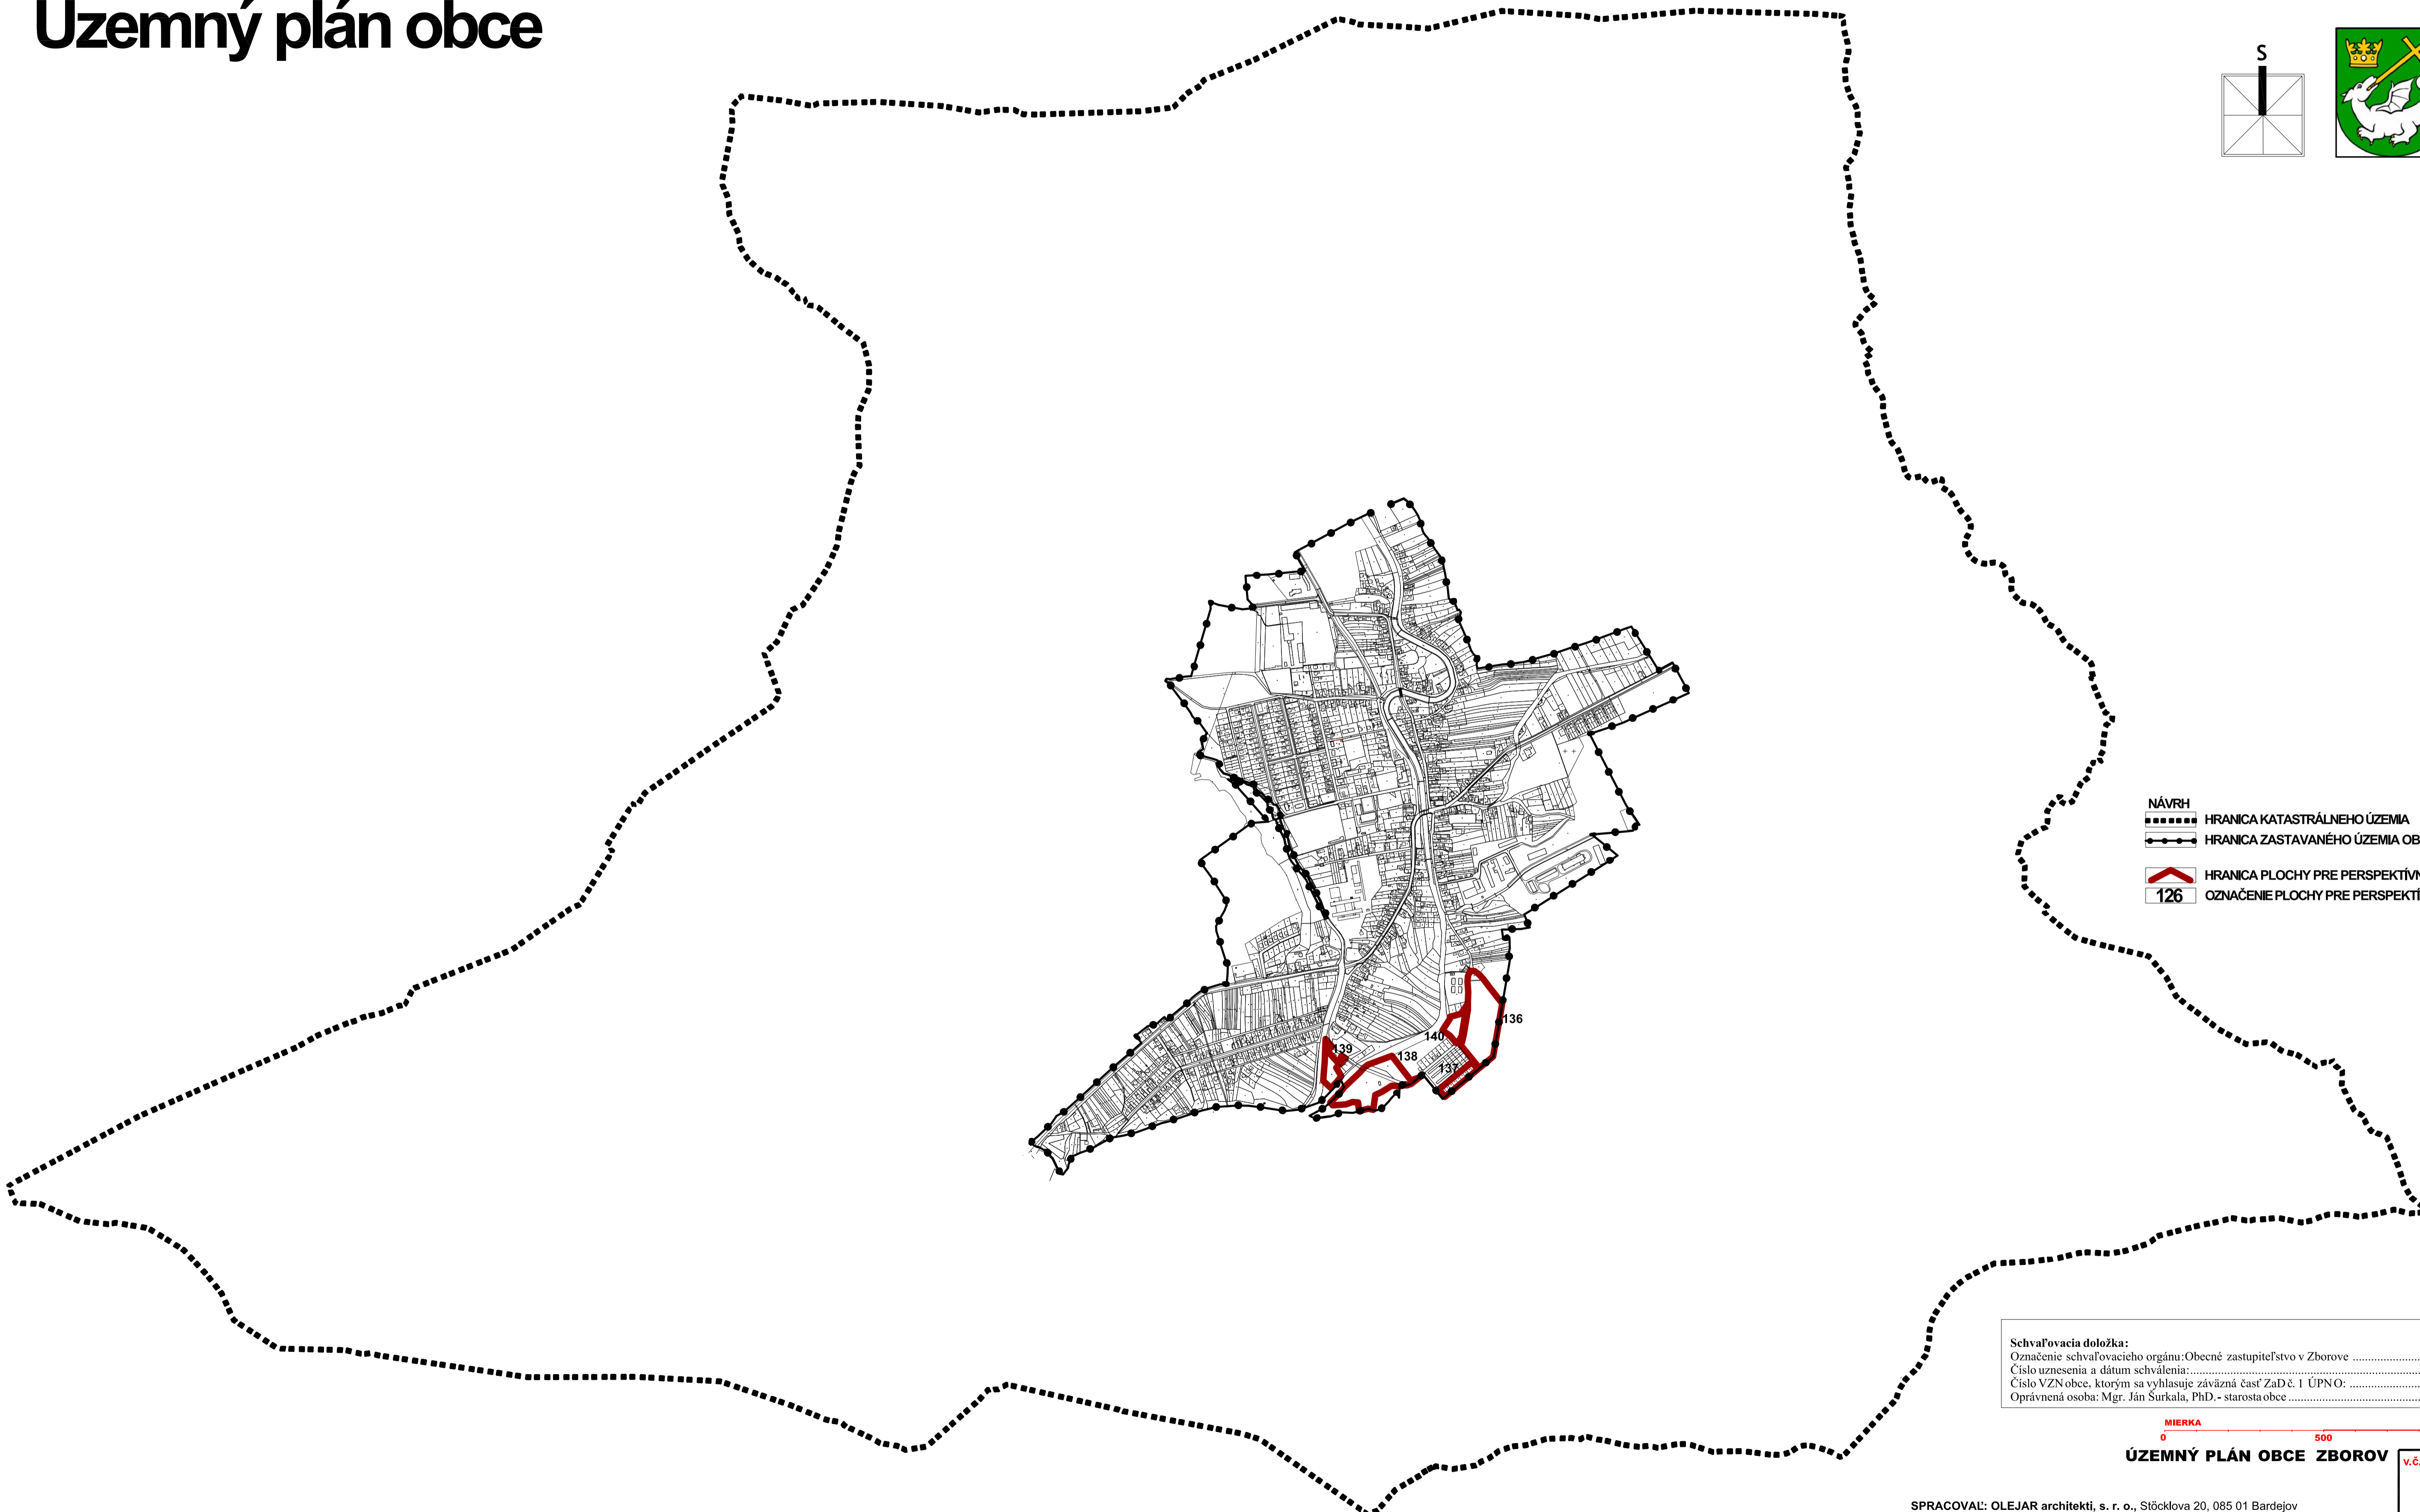 Územný plán obce
S
NÁVRH
HRANICA KATASTRÁLNEHO ÚZEMIA
HRANICA ZASTAVANÉHO ÚZEMIA OB
HRANICA PLOCHY PRE PERSPEKTÍVN
126 OZNAČENIE PLOCHY PRE PERSPEKTÍ
136
140
139
138
137
Schvaľovacia doložka:
Označenie schvaľovacieho orgánu: Obecné zastupiteľstvo v Zborove ......................
Číslo uznesenia a dátum schválenia: ......................
Číslo VZN obce, ktorým sa vyhlasuje záväzná časť ZaD č. 1 ÚPN O: ......................
Oprávnená osoba: Mgr. Ján Šurkala, PhD. - starosta obce ......................
MIERKA
0 500
ÚZEMNÝ PLÁN OBCE ZBOROV
v.č.
SPRACOVAĽ: OLEJAR architekti, s. r. o., Stöcklova 20, 085 01 Bardejov